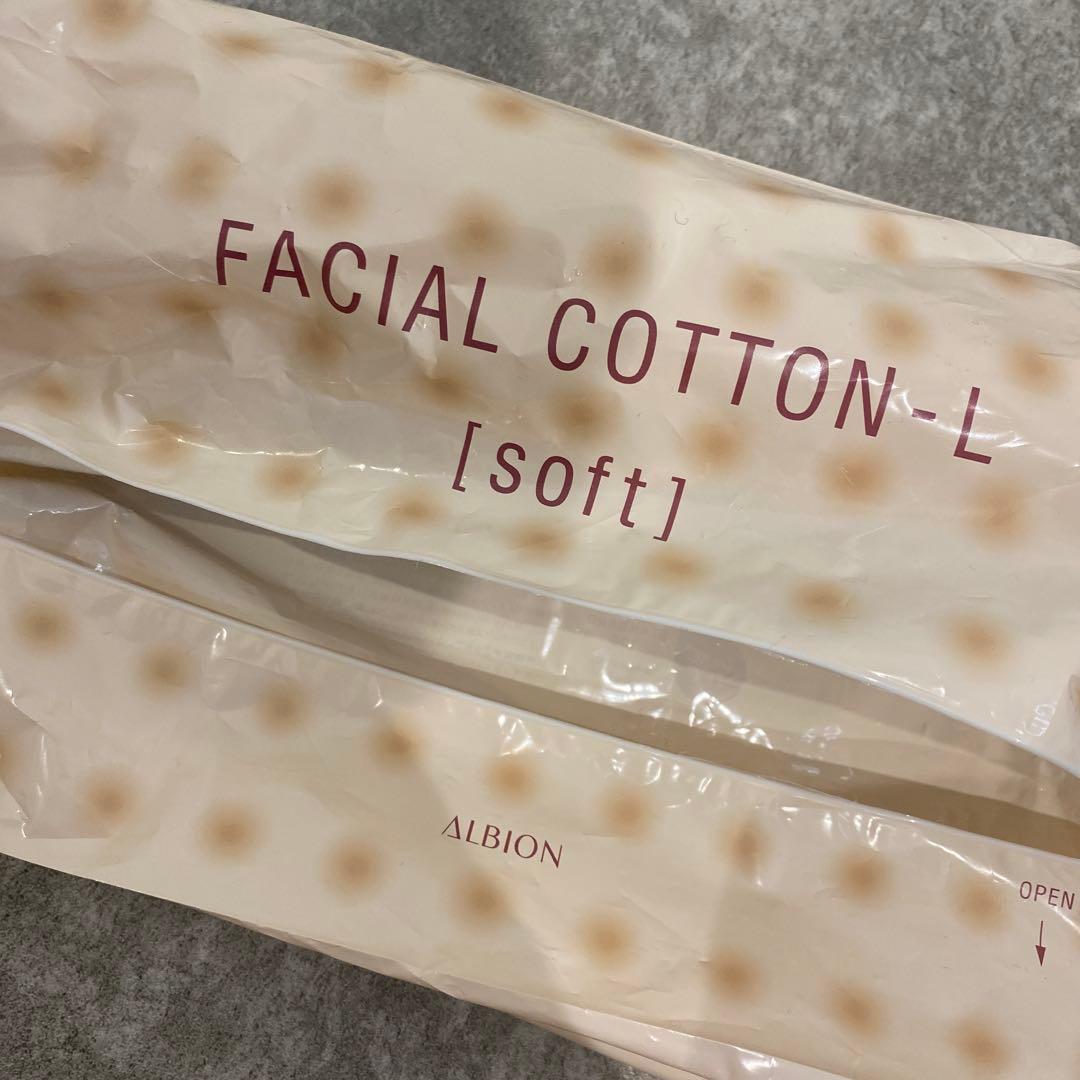 FACIAL COTTON-L
[soft]
ALBION
OPEN